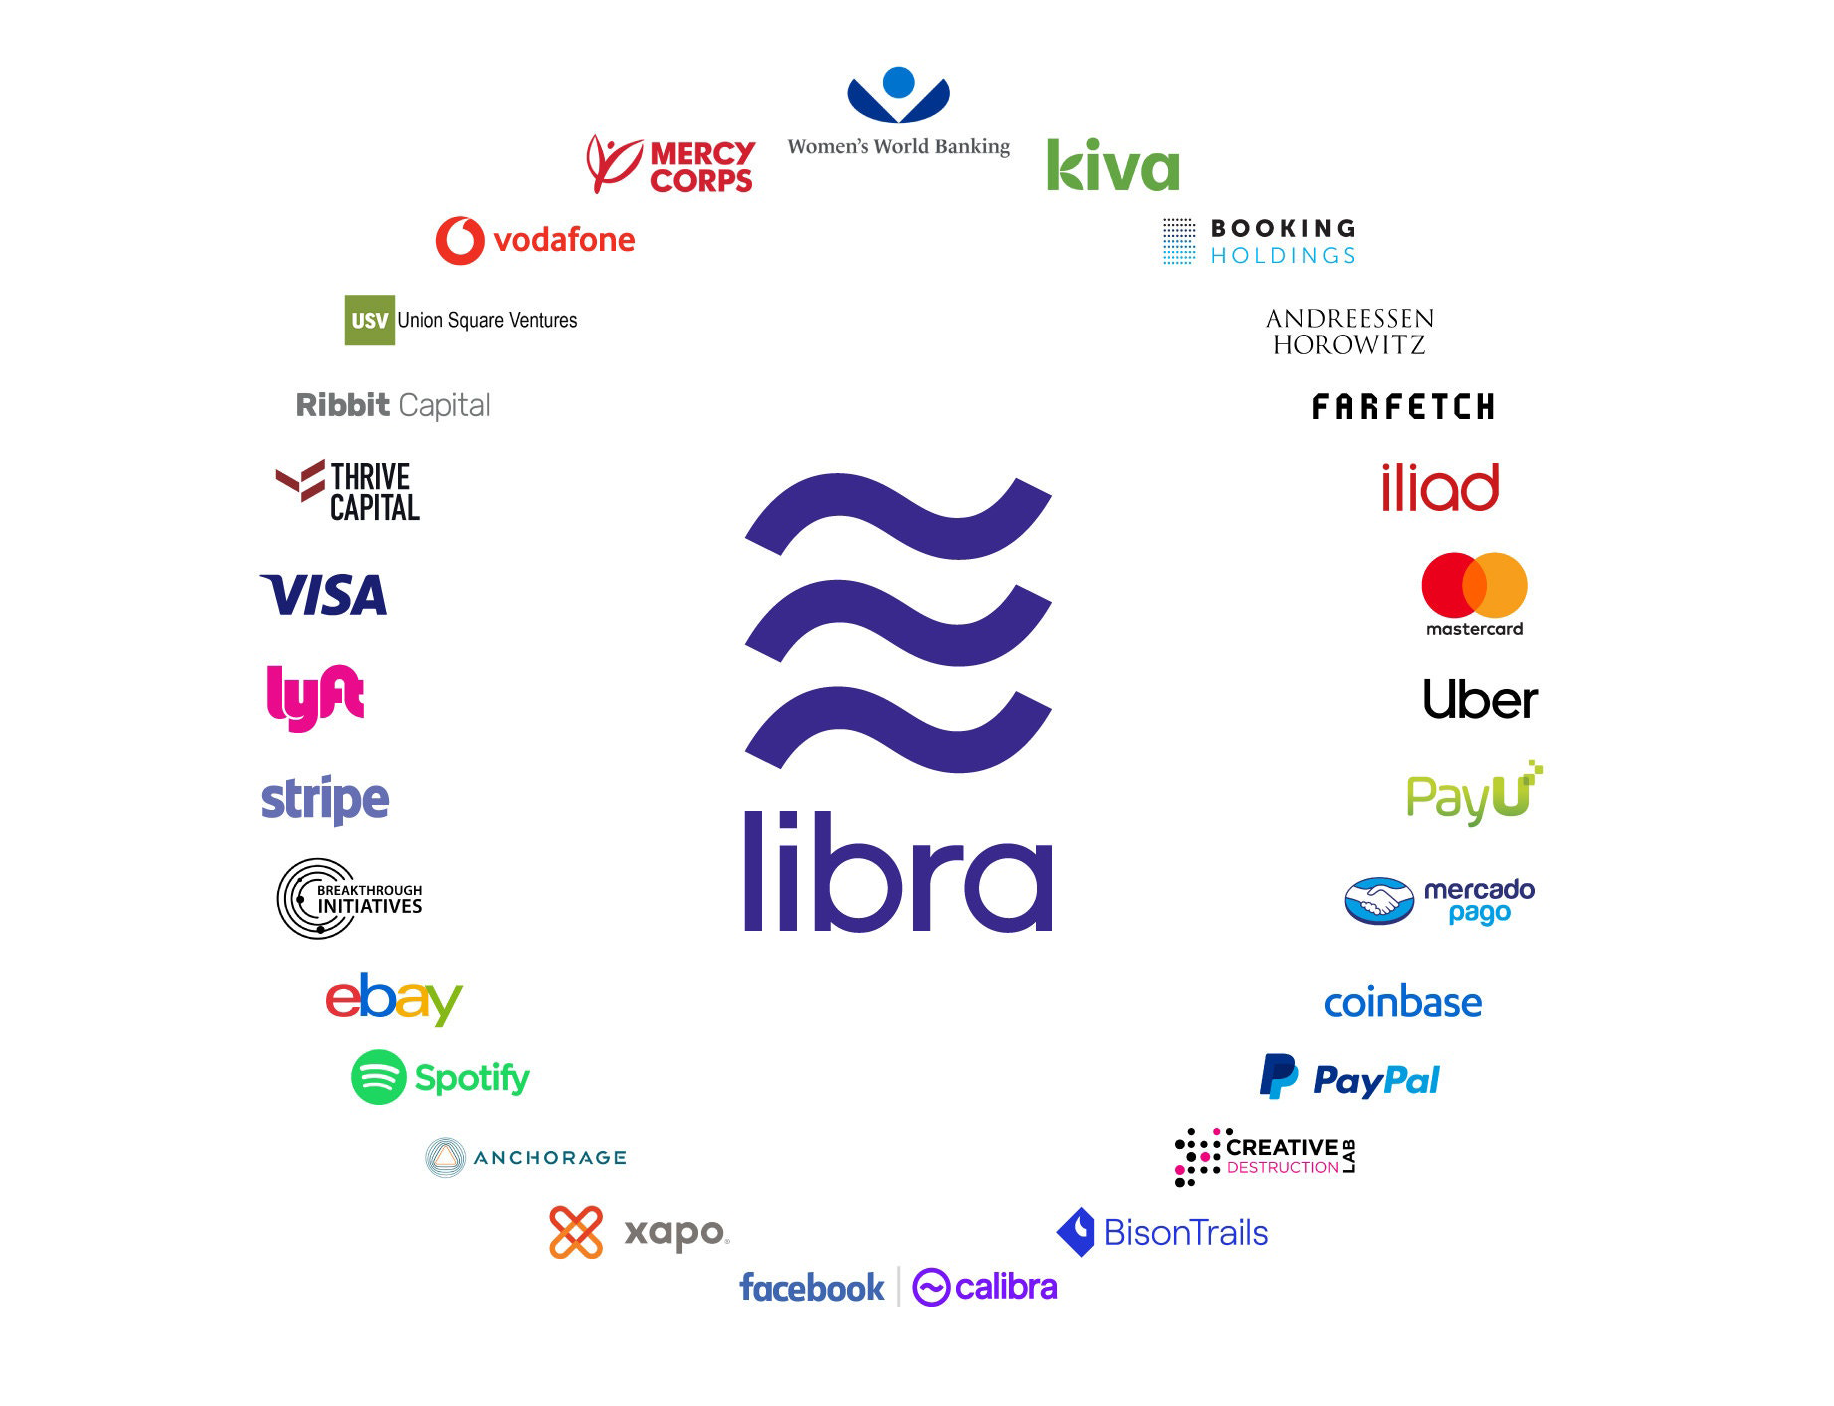 Women's World Banking
MERCY
CORPS
kiva
vodafone
BOOKING
HOLDINGS
USV Union Square Ventures
ANDREESSEN
HOROWITZ
Ribbit Capital
FARFETCH
THRIVE
CAPITAL
iliad
VISA
mastercard
lyft
Uber
stripe
PayU
BREAKTHROUGH
INITIATIVES
mercado
pago
libra
ebay
coinbase
Spotify
PayPal
ANCHORAGE
CREATIVE
DESTRUCTION
LAB
xapo®
BisonTrails
facebook | calibra